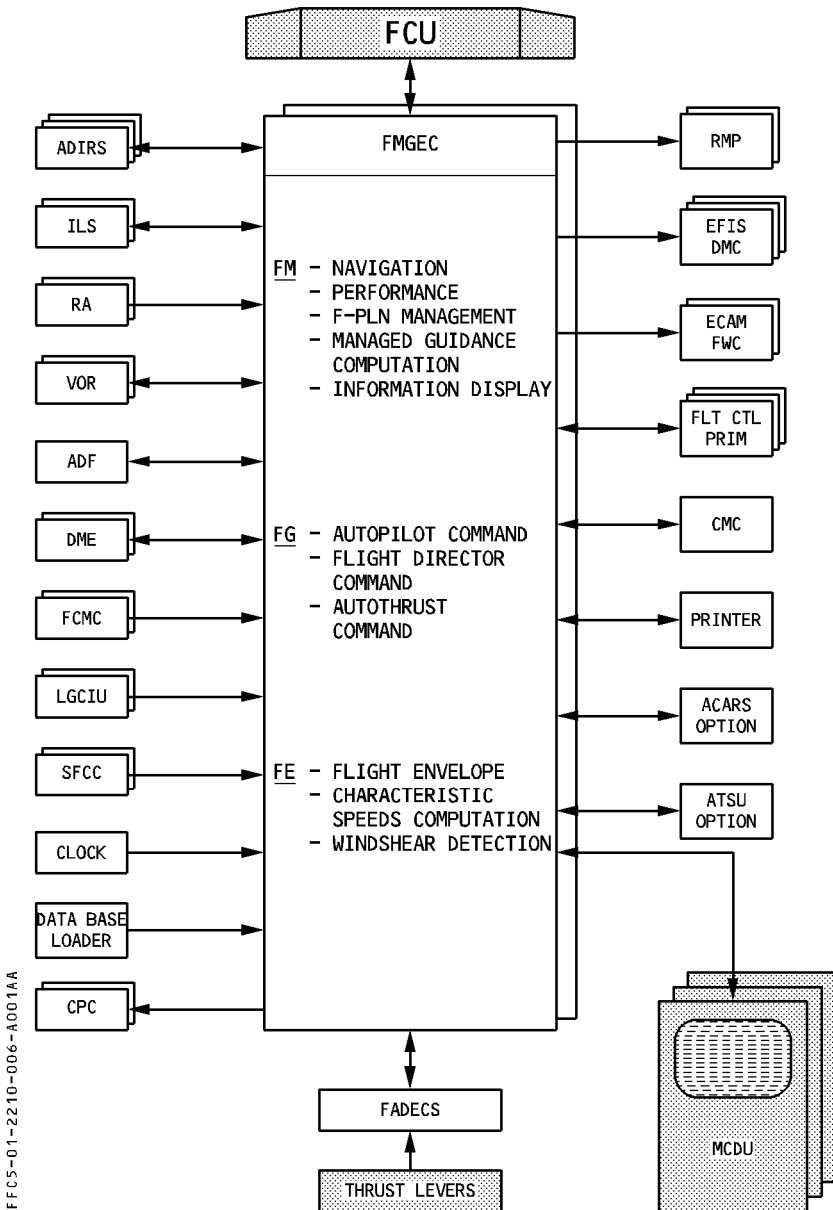 FCU
FMGEC
ADIRS
ILS
RA
VOR
ADF
DME
FCMC
LGCIU
SFCC
CLOCK
DATA BASE
LOADER
CPC
FM - NAVIGATION
- PERFORMANCE
- F-PLN MANAGEMENT
- MANAGED GUIDANCE
COMPUTATION
- INFORMATION DISPLAY
FG - AUTOPILOT COMMAND
- FLIGHT DIRECTOR
COMMAND
- AUTOTHRUST
COMMAND
FE - FLIGHT ENVELOPE
- CHARACTERISTIC
SPEEDS COMPUTATION
- WINDSHEAR DETECTION
RMP
EFIS
DMC
ECAM
FWC
FLT CTL
PRIM
CMC
PRINTER
ACARS
OPTION
ATSU
OPTION
MCDU
FADECS
THRUST LEVERS
FFC5-01-2210-006-A001AA